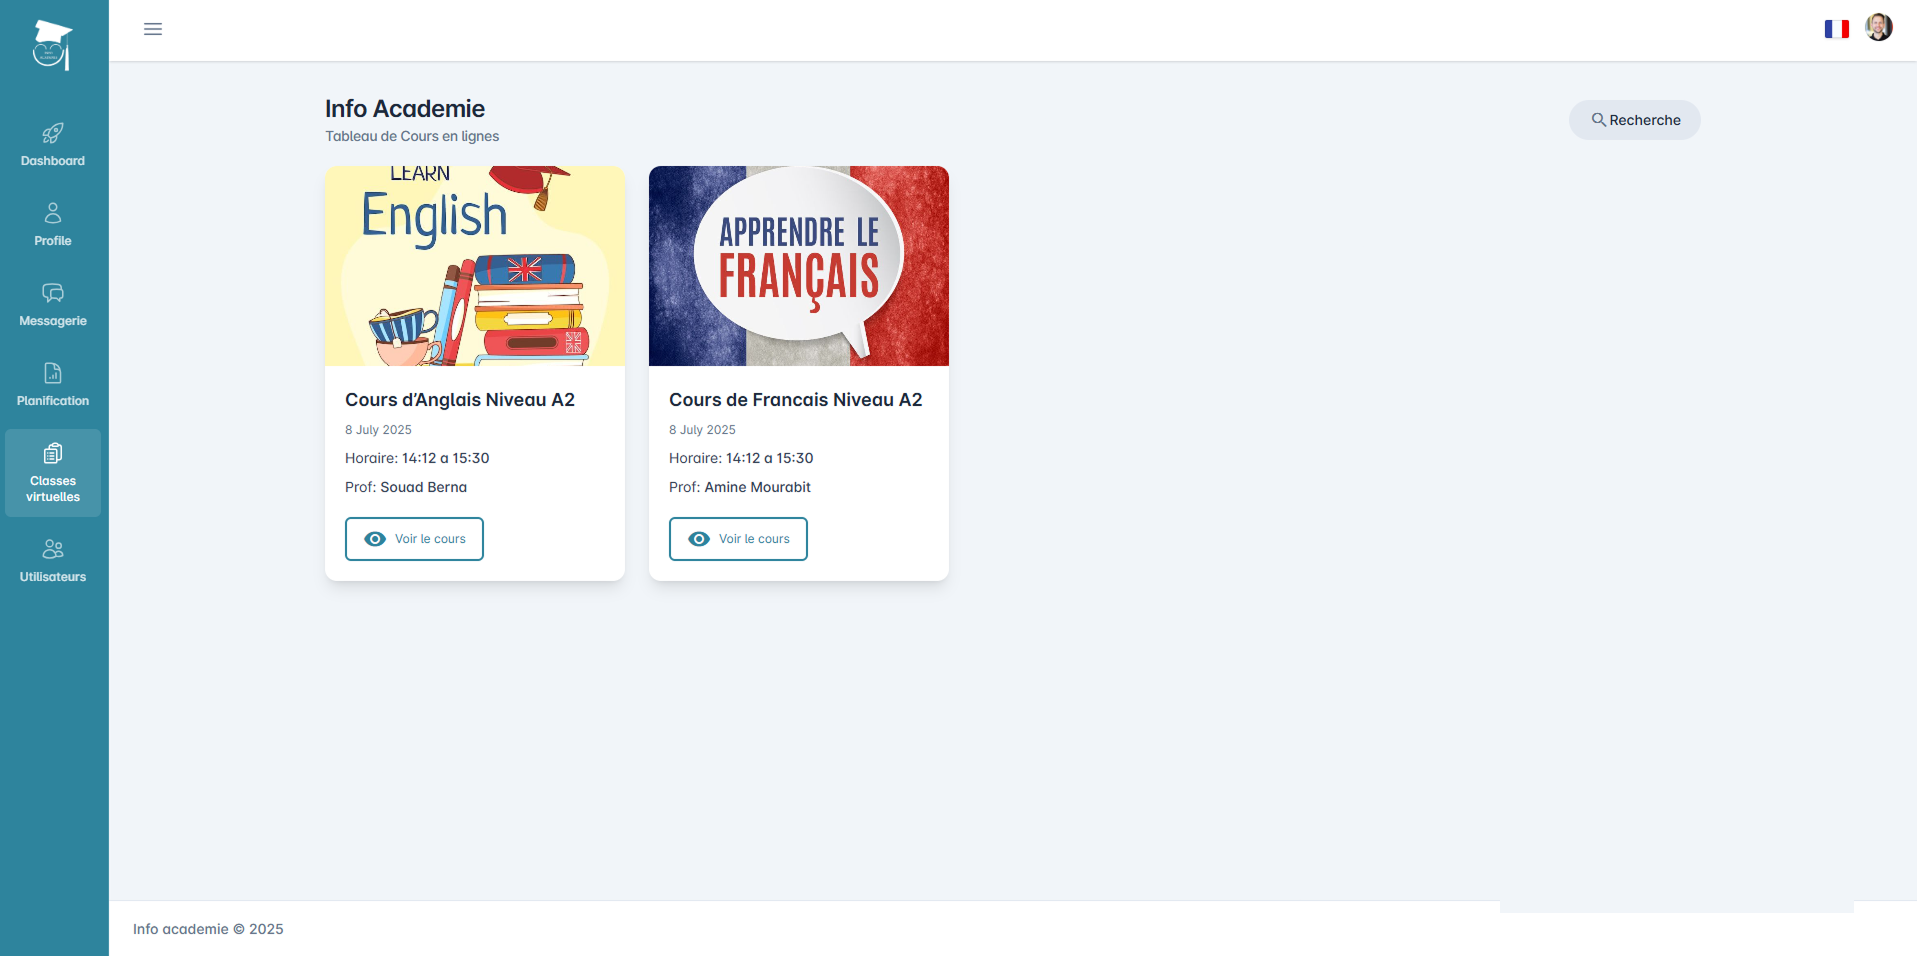 Dashboard
Profile
Messagerie
Planification
Classes
virtuelles
Utilisateurs
Info Academie
Tableau de Cours en lignes
Recherche
LEARN
English
Cours d’Anglais Niveau A2
8 July 2025
Horaire: 14:12 a 15:30
Prof: Souad Berna
Voir le cours
APPRENDRE LE
FRANÇAIS
Cours de Francais Niveau A2
8 July 2025
Horaire: 14:12 a 15:30
Prof: Amine Mourabit
Voir le cours
Info academie © 2025